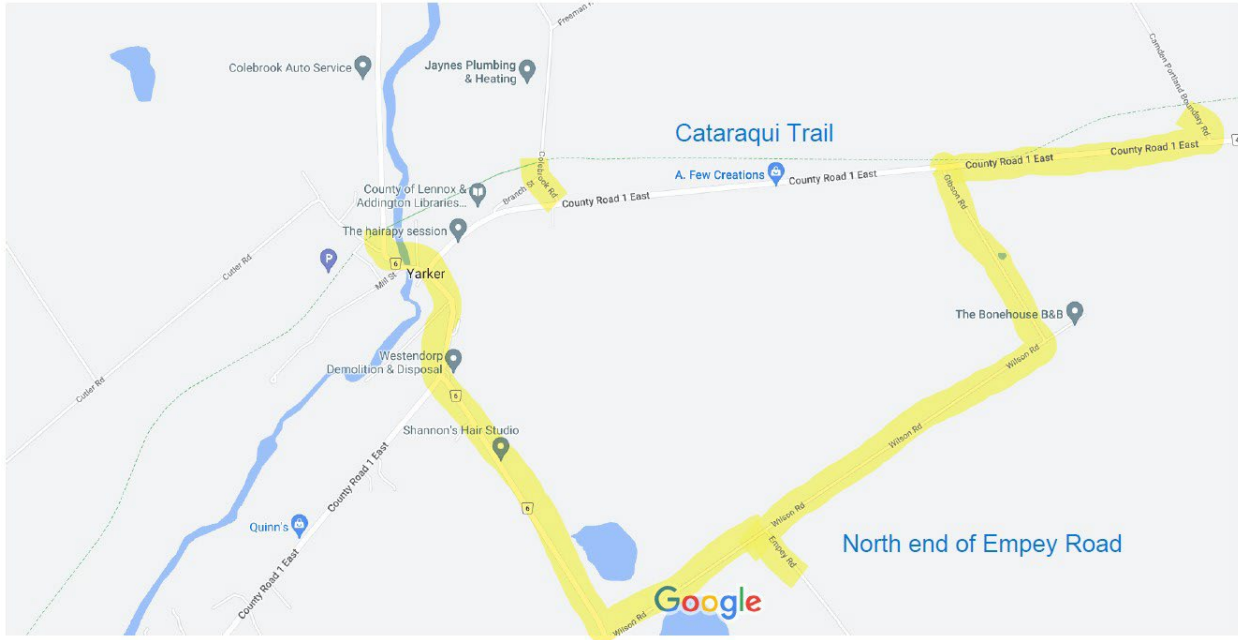 Freeman R
Colebrook Auto Service
Jaynes Plumbing
& Heating
Camden Portland Boundary Rd
Cataraqui Trail
County Road 1 East
County Road 1 East
A. Few Creations
County Road 1 East
Colebrook Rd
Branch St
County of Lennox &
Addington Libraries...
County Road 1 East
Gibson Rd
The hairapy session
Cutler Rd
P
6
Yarker
Mill St
The Bonehouse B&B
Westendorp
Demolition & Disposal
Wilson Rd
Cutler Rd
6
Shannon's Hair Studio
Wilson Rd
County Road 1 East
6
Quinn's
Wilson Rd
Empey Rd
North end of Empey Road
County Road 1 East
Google
Wilson Rd
Wilson Rd